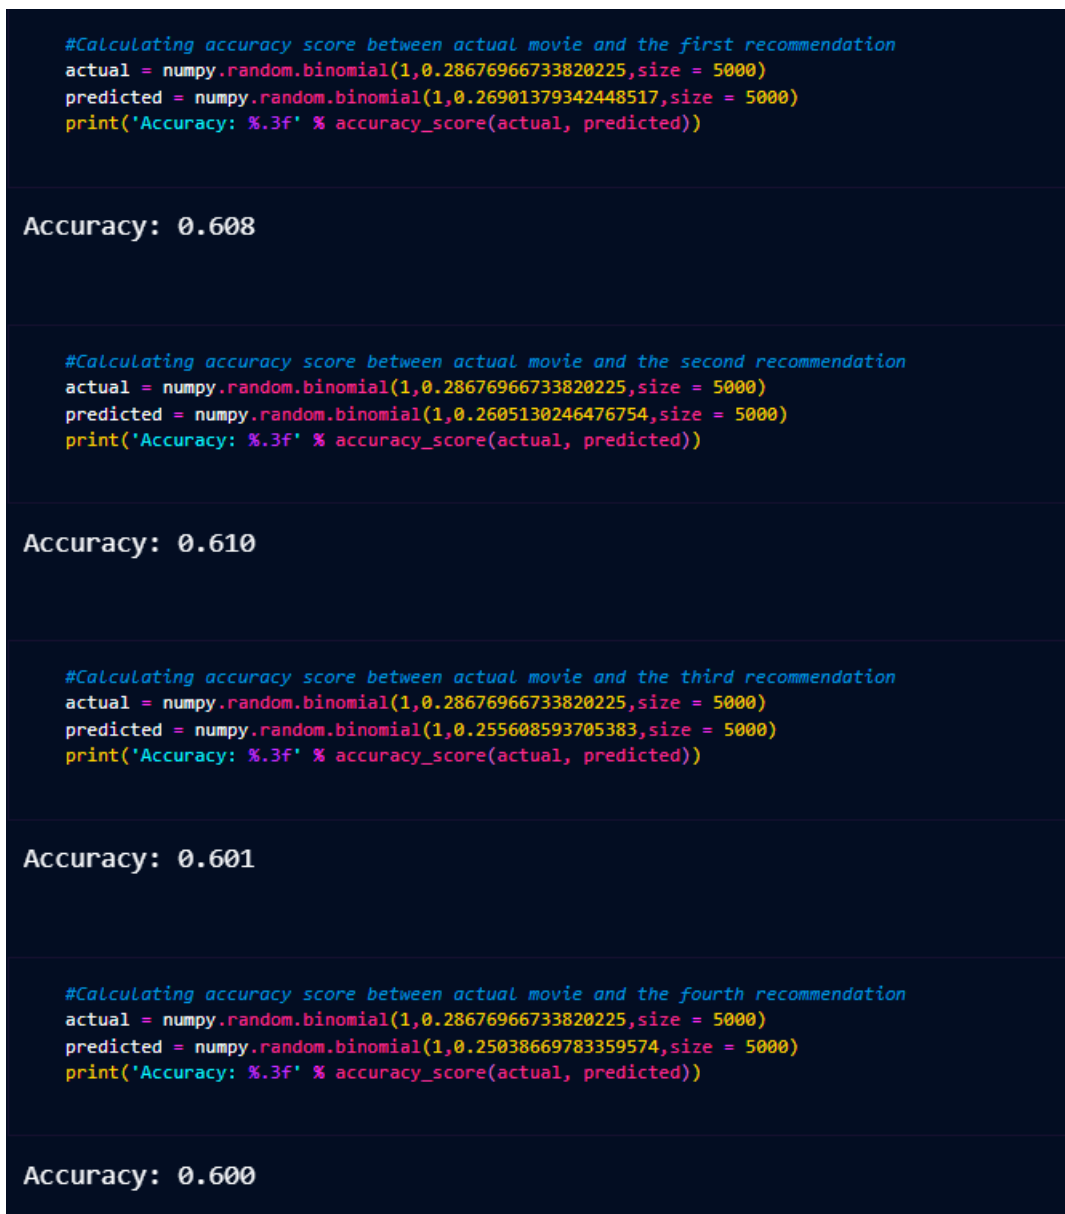 #Calculating accuracy score between actual movie and the first recommendation
actual = numpy.random.binomial(1,0.28676966733820225,size = 5000)
predicted = numpy.random.binomial(1,0.26901379342448517,size = 5000)
print('Accuracy: %.3f' % accuracy_score(actual, predicted))
Accuracy: 0.608
#Calculating accuracy score between actual movie and the second recommendation
actual = numpy.random.binomial(1,0.28676966733820225,size = 5000)
predicted = numpy.random.binomial(1,0.2605130246476754,size = 5000)
print('Accuracy: %.3f' % accuracy_score(actual, predicted))
Accuracy: 0.610
#Calculating accuracy score between actual movie and the third recommendation
actual = numpy.random.binomial(1,0.28676966733820225,size = 5000)
predicted = numpy.random.binomial(1,0.255608593705383,size = 5000)
print('Accuracy: %.3f' % accuracy_score(actual, predicted))
Accuracy: 0.601
#Calculating accuracy score between actual movie and the fourth recommendation
actual = numpy.random.binomial(1,0.28676966733820225,size = 5000)
predicted = numpy.random.binomial(1,0.25038669783359574,size = 5000)
print('Accuracy: %.3f' % accuracy_score(actual, predicted))
Accuracy: 0.600